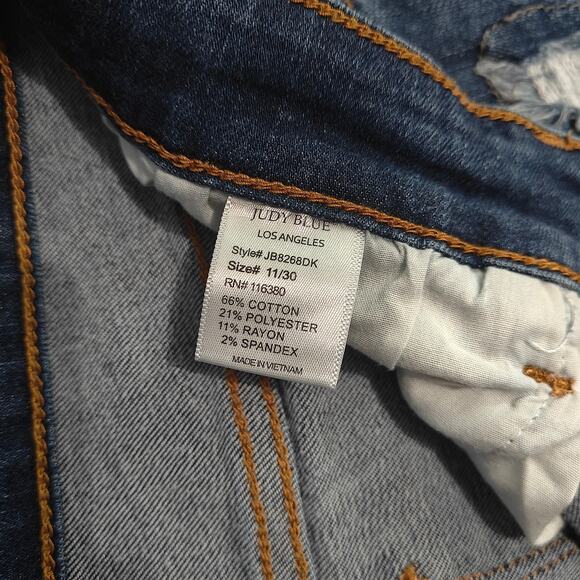 JUDY BLUE
LOS ANGELES
Style# JB8268DK
Size# 11/30
RN# 116380
66% COTTON
21% POLYESTER
11% RAYON
2% SPANDEX
MADE IN VIETNAM